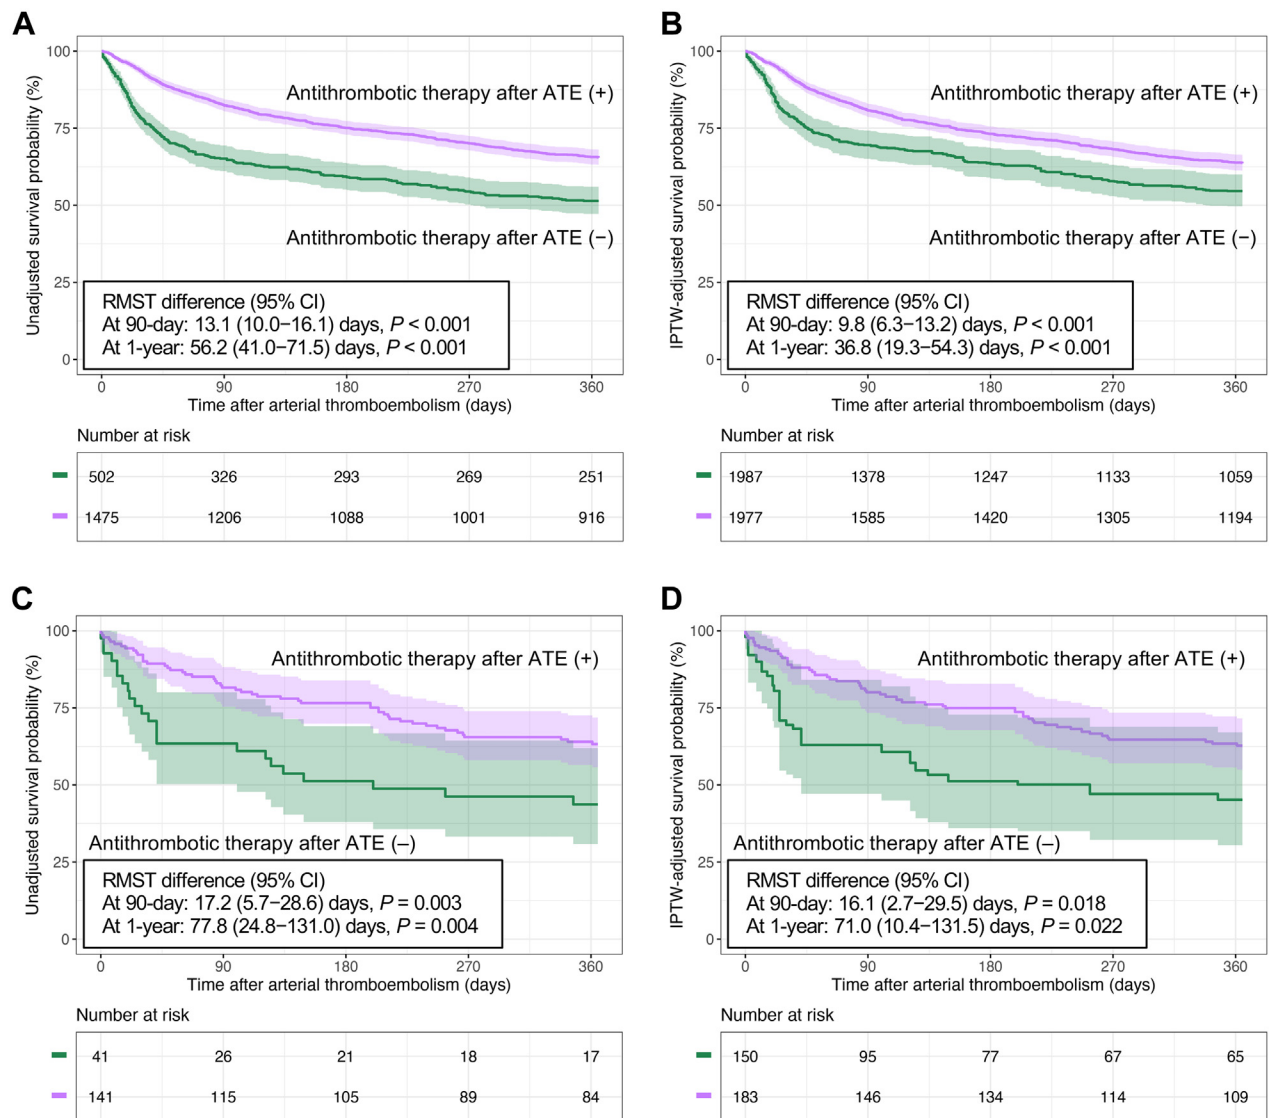 A
Unadjusted survival probability (%)
100
75
50
25
0
Antithrombotic therapy after ATE (+)
Antithrombotic therapy after ATE (−)
RMST difference (95% CI)
At 90-day: 13.1 (10.0−16.1) days, P < 0.001
At 1-year: 56.2 (41.0−71.5) days, P < 0.001
0 90 180 270 360
Time after arterial thromboembolism (days)
Number at risk
502 326 293 269 251
1475 1206 1088 1001 916
B
IPTW-adjusted survival probability (%)
100
75
50
25
0
Antithrombotic therapy after ATE (+)
Antithrombotic therapy after ATE (−)
RMST difference (95% CI)
At 90-day: 9.8 (6.3−13.2) days, P < 0.001
At 1-year: 36.8 (19.3−54.3) days, P < 0.001
0 90 180 270 360
Time after arterial thromboembolism (days)
Number at risk
1987 1378 1247 1133 1059
1977 1585 1420 1305 1194
C
Unadjusted survival probability (%)
100
75
50
25
0
Antithrombotic therapy after ATE (+)
Antithrombotic therapy after ATE (–)
RMST difference (95% CI)
At 90-day: 17.2 (5.7−28.6) days, P = 0.003
At 1-year: 77.8 (24.8−131.0) days, P = 0.004
0 90 180 270 360
Time after arterial thromboembolism (days)
Number at risk
41 26 21 18 17
141 115 105 89 84
D
IPTW-adjusted survival probability (%)
100
75
50
25
0
Antithrombotic therapy after ATE (+)
Antithrombotic therapy after ATE (–)
RMST difference (95% CI)
At 90-day: 16.1 (2.7−29.5) days, P = 0.018
At 1-year: 71.0 (10.4−131.5) days, P = 0.022
0 90 180 270 360
Time after arterial thromboembolism (days)
Number at risk
150 95 77 67 65
183 146 134 114 109